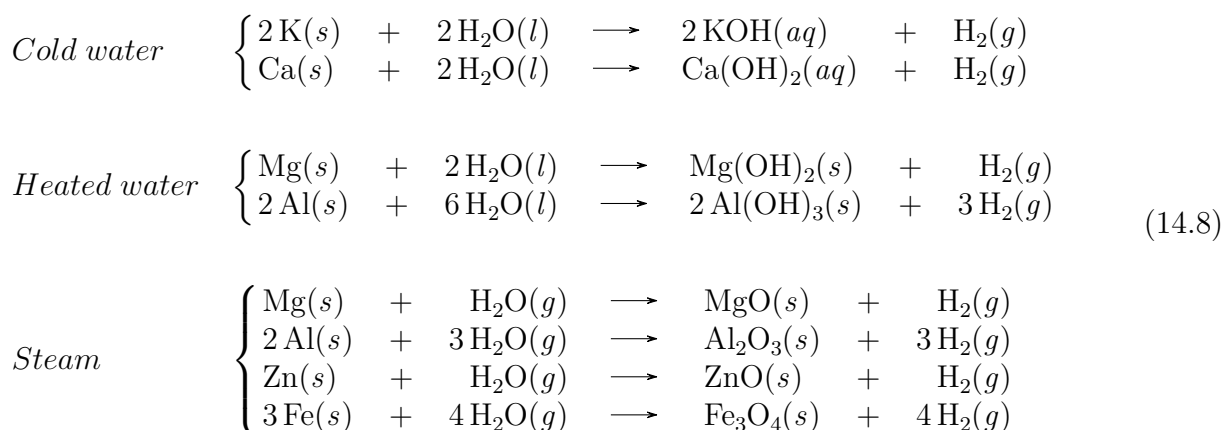 Cold water { 2 K(s) + 2 H₂O(l) ⟶ 2 KOH(aq) + H₂(g)
Ca(s) + 2 H₂O(l) ⟶ Ca(OH)₂(aq) + H₂(g)
Heated water { Mg(s) + 2 H₂O(l) ⟶ Mg(OH)₂(s) + H₂(g)
2 Al(s) + 6 H₂O(l) ⟶ 2 Al(OH)₃(s) + 3 H₂(g)
(14.8)
Steam { Mg(s) + H₂O(g) ⟶ MgO(s) + H₂(g)
2 Al(s) + 3 H₂O(g) ⟶ Al₂O₃(s) + 3 H₂(g)
Zn(s) + H₂O(g) ⟶ ZnO(s) + H₂(g)
3 Fe(s) + 4 H₂O(g) ⟶ Fe₃O₄(s) + 4 H₂(g)